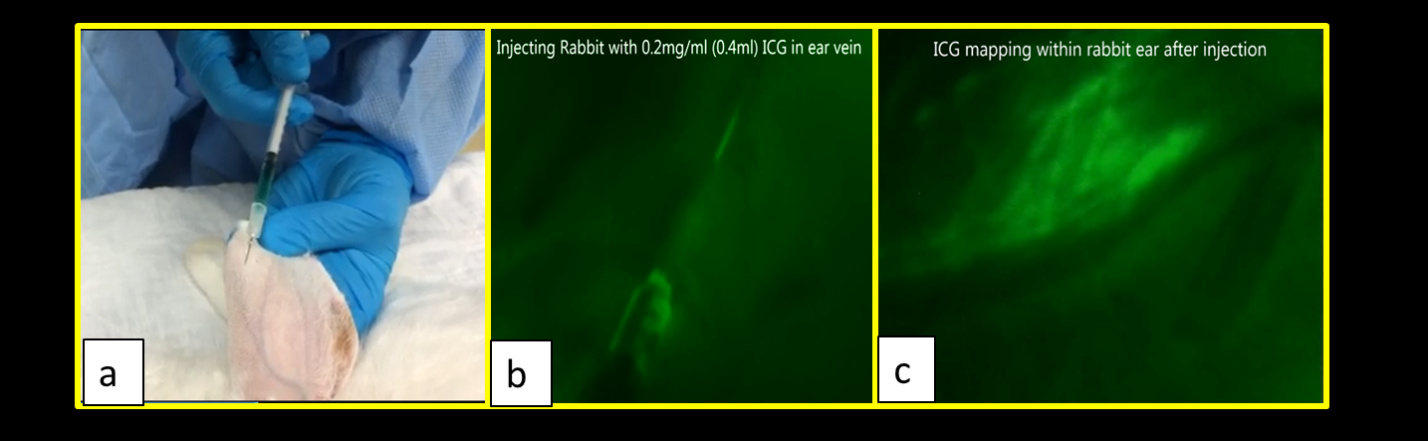 Injecting Rabbit with 0.2mg/ml (0.4ml) ICG in ear vein
ICG mapping within rabbit ear after injection
a
b
c